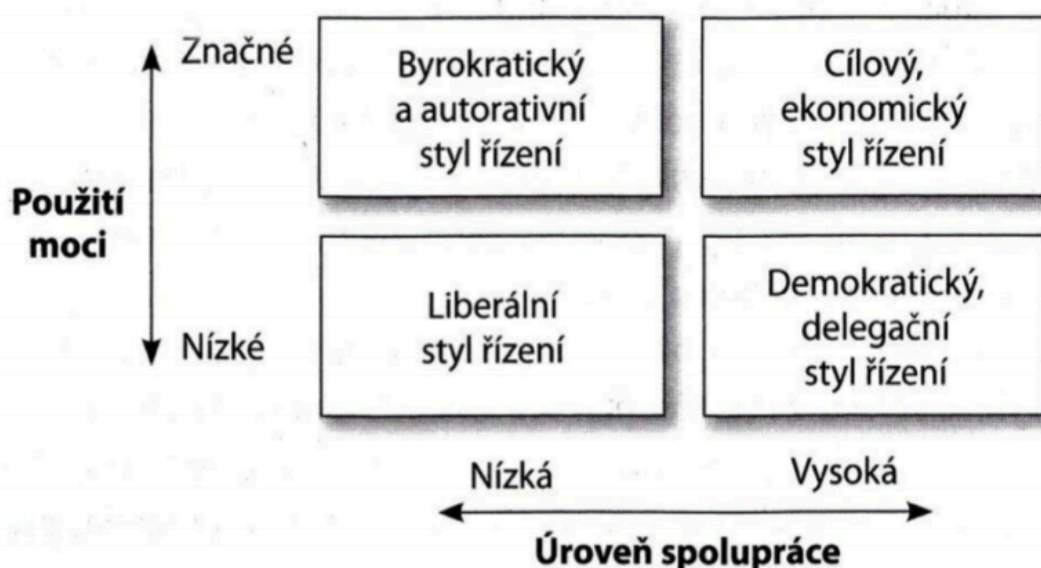 Značné
Byrokratický
a autorativní
styl řízení
Cílový,
ekonomický
styl řízení
Použití
moci
Nízké
Liberální
styl řízení
Demokratický,
delegační
styl řízení
Nízká
Vysoká
Úroveň spolupráce